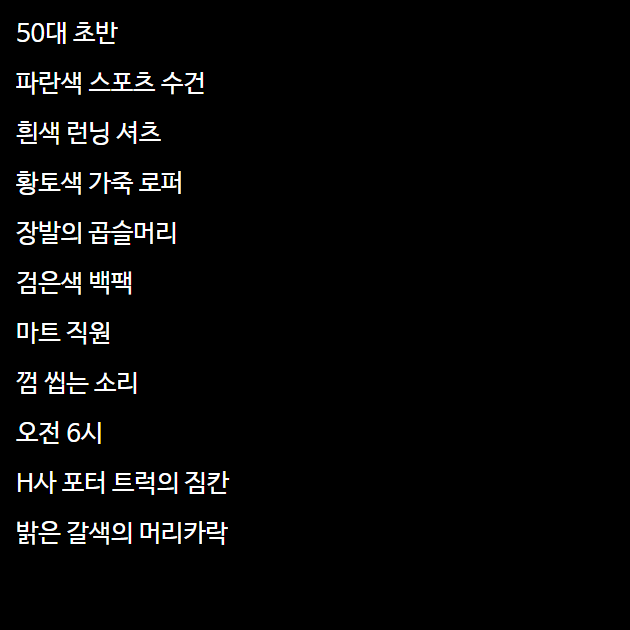 50대 초반
파란색 스포츠 수건
흰색 런닝 셔츠
황토색 가죽 로퍼
장발의 곱슬머리
검은색 백팩
마트 직원
껌 씹는 소리
오전 6시
H사 포터 트럭의 짐칸
밝은 갈색의 머리카락